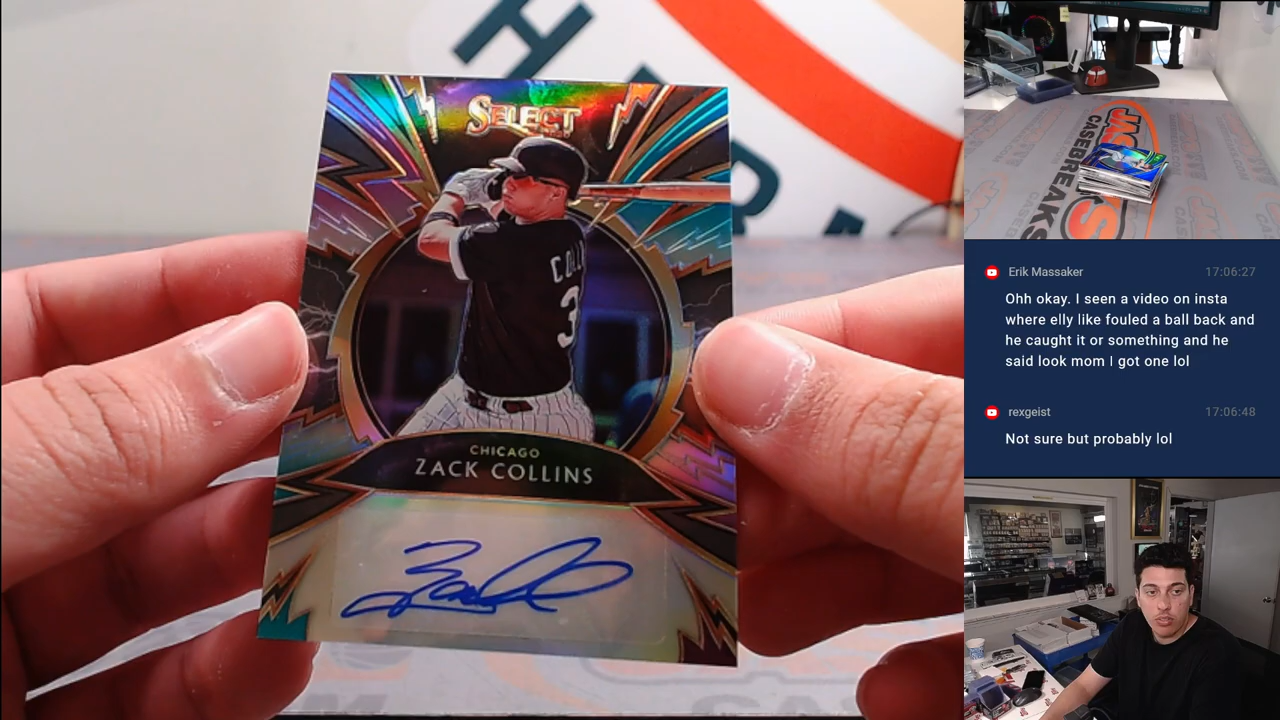 SELECT
COLL
3
CHICAGO
ZACK COLLINS
CASEBREAKS
Erik Massaker 17:06:27
Ohh okay. I seen a video on insta
where elly like fouled a ball back and
he caught it or something and he
said look mom I got one lol
rexgeist 17:06:48
Not sure but probably lol